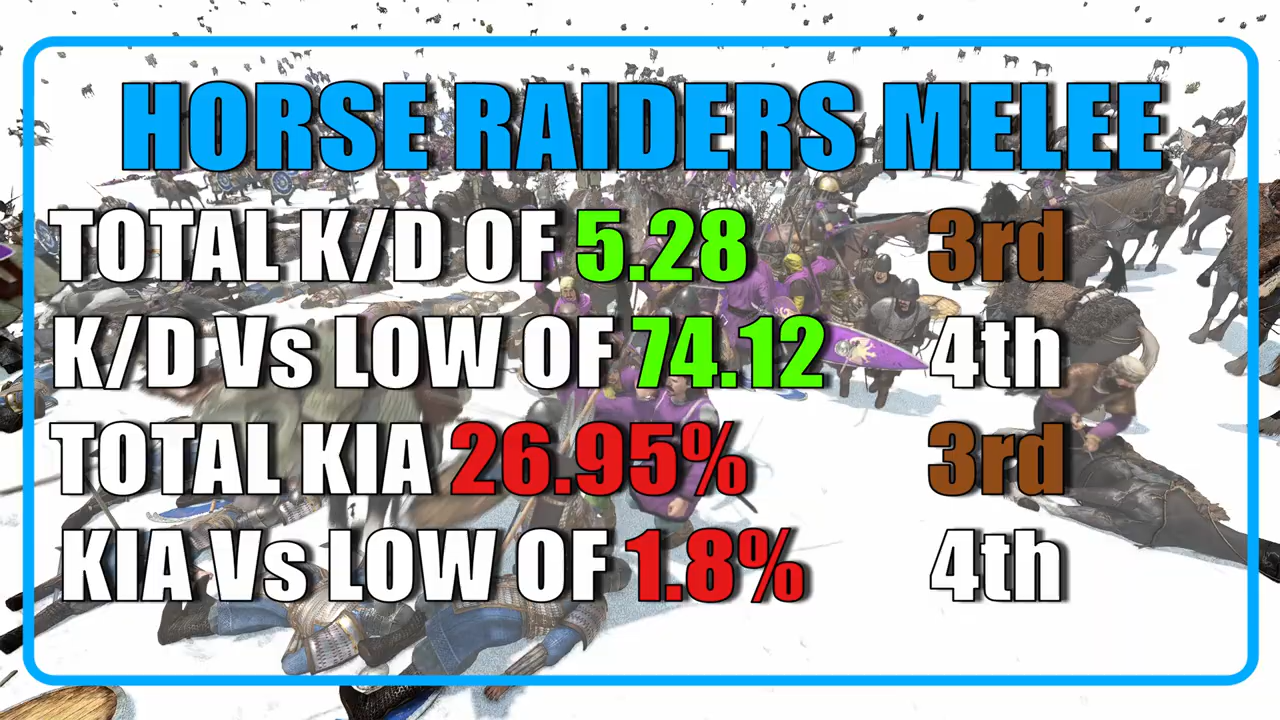 HORSE RAIDERS MELEE
TOTAL K/D OF 5.28 3rd
K/D Vs LOW OF 74.12 4th
TOTAL KIA 26.95% 3rd
KIA Vs LOW OF 1.8% 4th